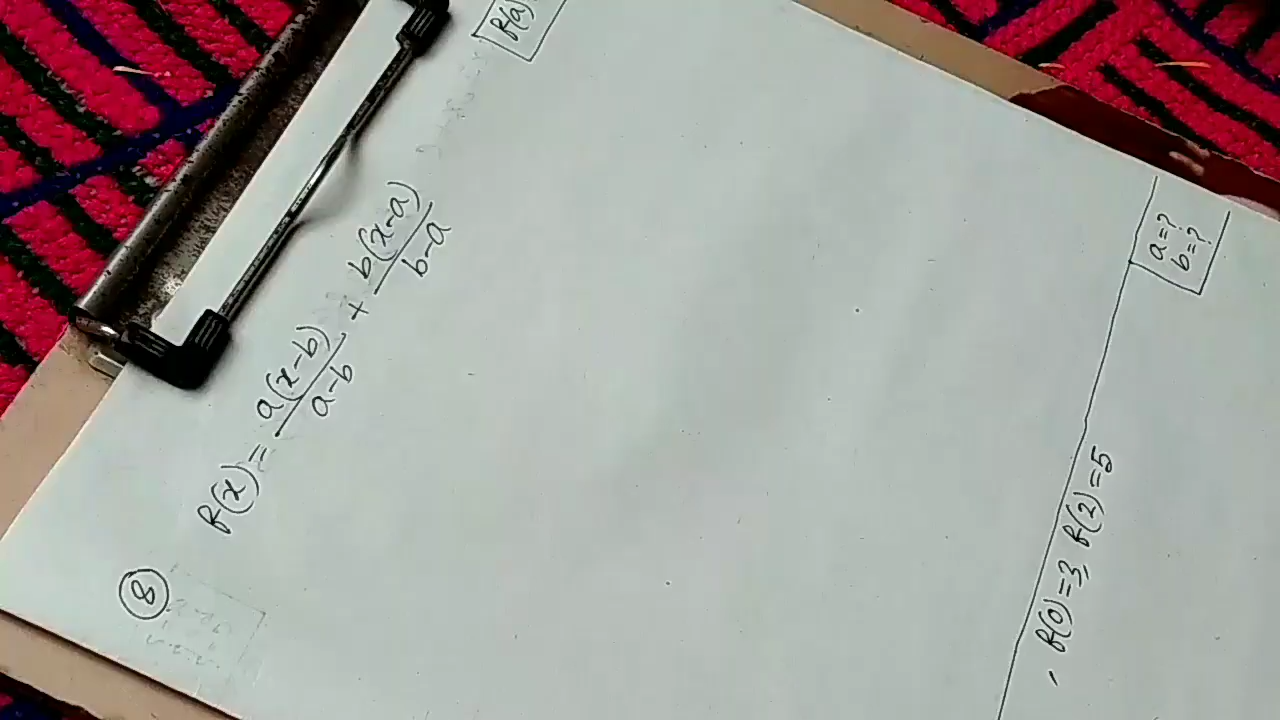 8
f(x) = a(x-b)/a-b + b(x-a)/b-a
f(a)
f(0)=3, f(2)=5
a=?
b=?